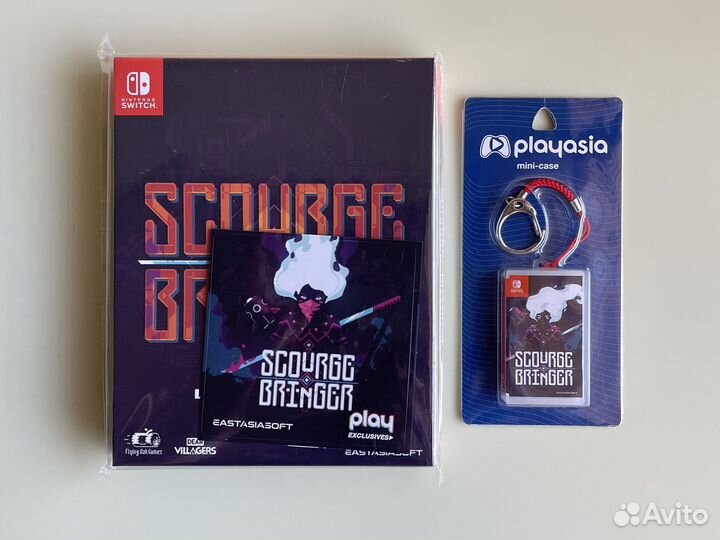 NINTENDO
SWITCH
SCOURGE
SCOURGE
BRINGER
EASTASIASOFT
play
EXCLUSIVES
Flying Oak Games
DEAR
VILLAGERS
EASTASIASOFT
playasia
mini-case
SCOURGE
BRINGER
Avito